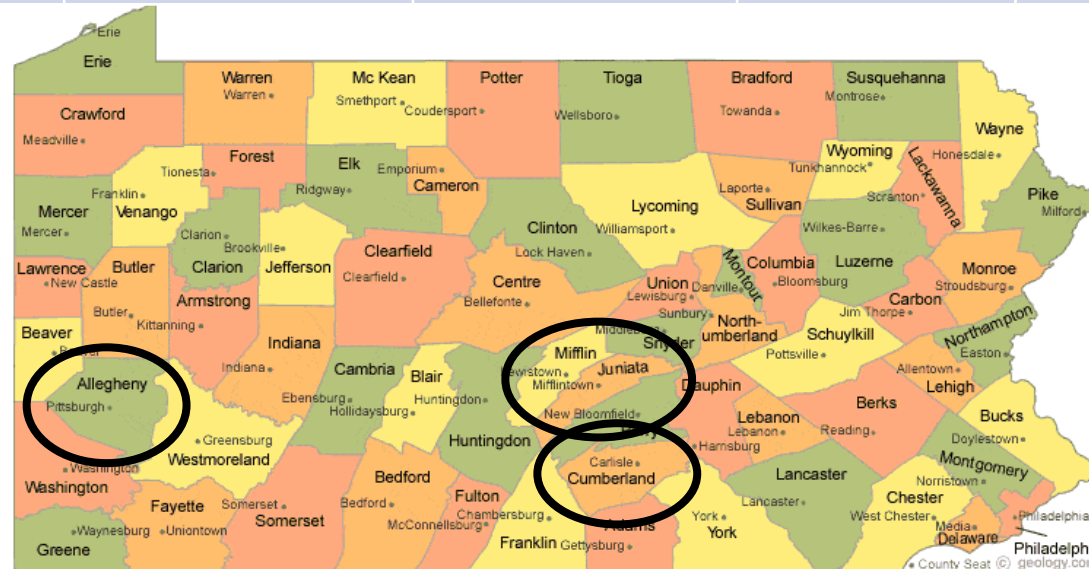 Erie
Erie
Warren
Warren
Mc Kean
Smethport
Potter
Coudersport
Tioga
Wellsboro
Bradford
Towanda
Susquehanna
Montrose
Wayne
Honesdale
Crawford
Meadville
Forest
Tionesta
Elk
Ridgway
Emporium
Cameron
Wyoming
Tunkhannock
Lackawanna
Scranton
Pike
Milford
Mercer
Mercer
Franklin
Venango
Clarion
Clarion
Brookville
Jefferson
Clearfield
Clearfield
Clinton
Lock Haven
Lycoming
Williamsport
Laporte
Sullivan
Wilkes-Barre
Luzerne
Lawrence
New Castle
Butler
Butler
Armstrong
Kittanning
Centre
Bellefonte
Union
Lewisburg
Montour
Danville
Columbia
Bloomsburg
Monroe
Stroudsburg
Carbon
Jim Thorpe
Beaver
Indiana
Indiana
Sunbury
Snyder
North-
umberland
Schuylkill
Pottsville
Northampton
Easton
Allegheny
Pittsburgh
Cambria
Ebensburg
Hollidaysburg
Blair
Huntingdon
Huntingdon
Mifflin
Lewistown
Mifflintown
Juniata
New Bloomfield
Dauphin
Harrisburg
Lebanon
Lebanon
Berks
Reading
Allentown
Lehigh
Bucks
Doylestown
Greensburg
Westmoreland
Washington
Washington
Carlisle
Cumberland
Lancaster
Lancaster
Montgomery
Norristown
Fayette
Uniontown
Somerset
Somerset
Bedford
Bedford
Fulton
McConnellsburg
Chambersburg
Franklin
Gettysburg
Adams
York
York
Chester
West Chester
Media
Delaware
Philadelphia
Philadelph
Waynesburg
Greene
County Seat © geology.co